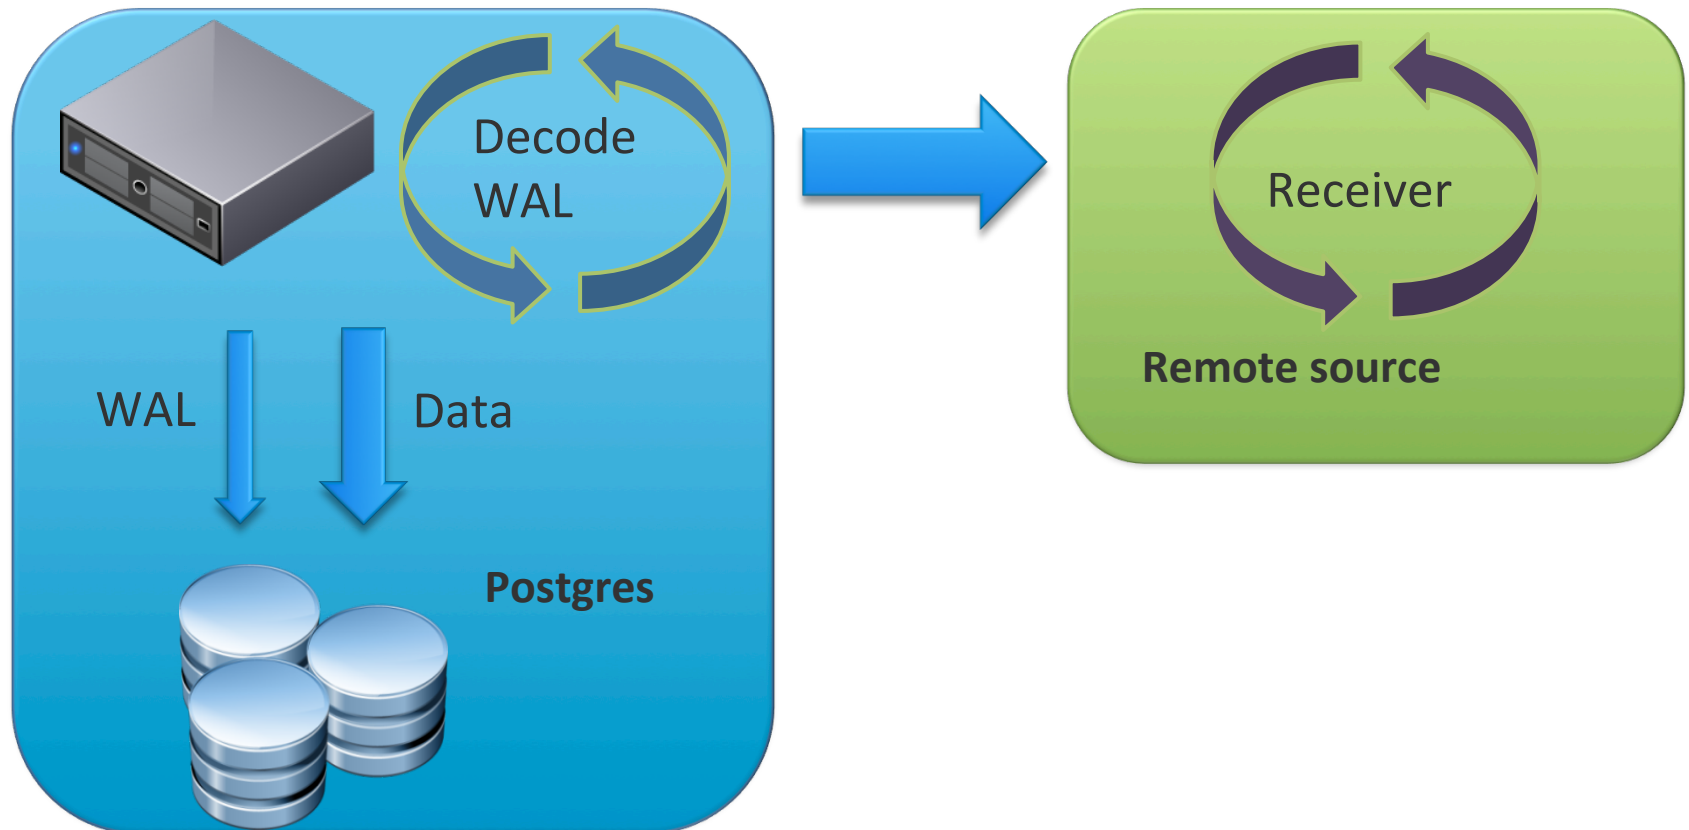 Decode
WAL
WAL
Data
Postgres
Receiver
Remote source